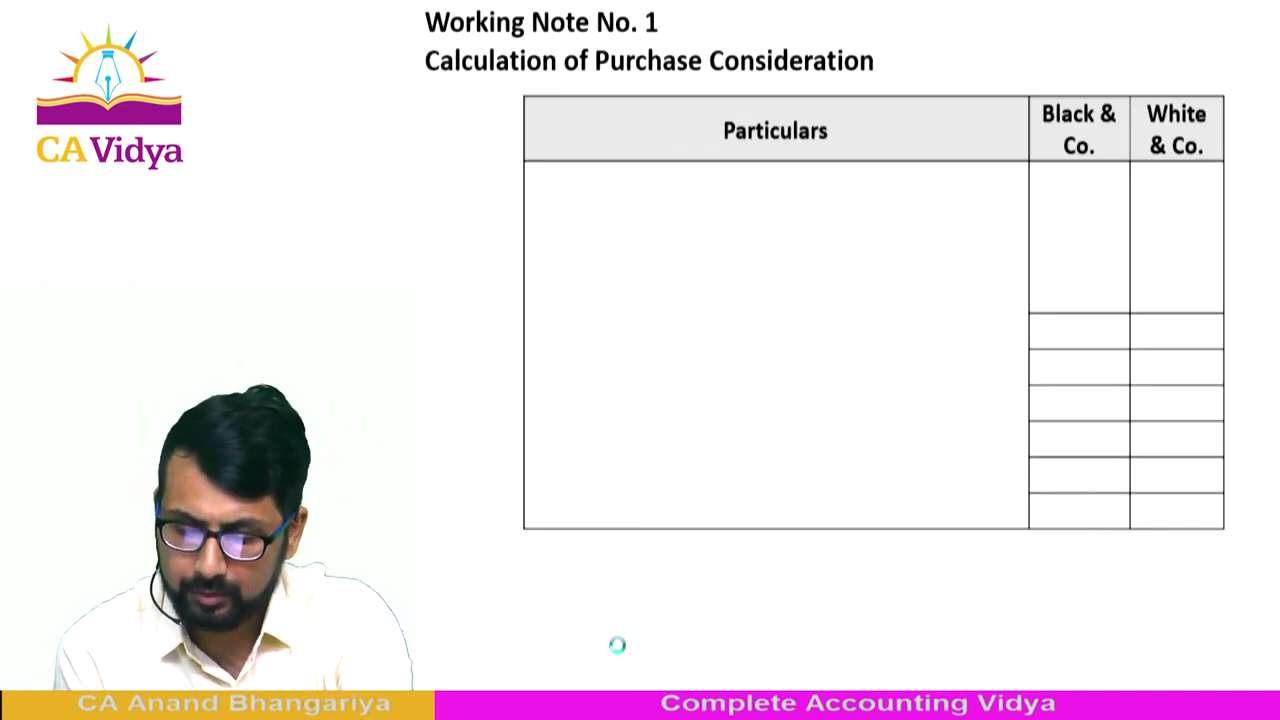 Working Note No. 1
Calculation of Purchase Consideration
CA Vidya
Particulars
Black & Co.
White & Co.
CA Anand Bhangariya
Complete Accounting Vidya